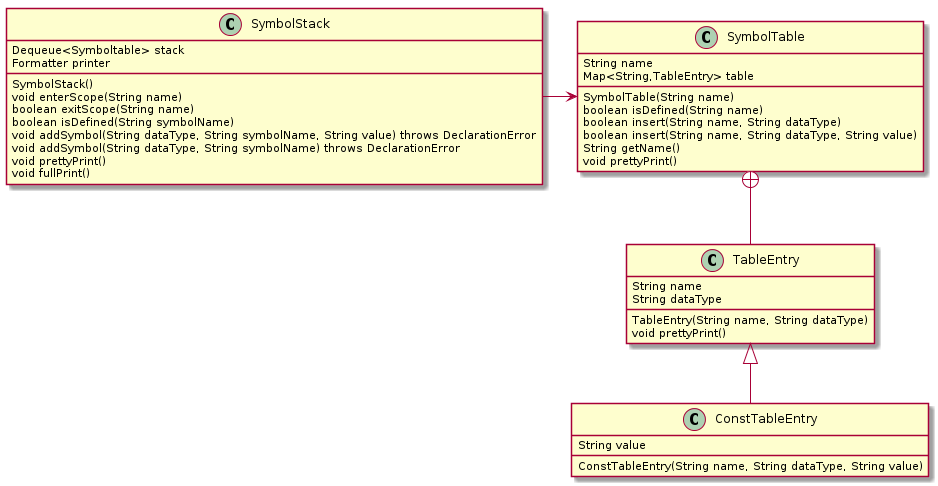 C SymbolStack
Dequeue<Symboltable> stack
Formatter printer
SymbolStack()
void enterScope(String name)
boolean exitScope(String name)
boolean isDefined(String symbolName)
void addSymbol(String dataType, String symbolName, String value) throws DeclarationError
void addSymbol(String dataType, String symbolName) throws DeclarationError
void prettyPrint()
void fullPrint()
C SymbolTable
String name
Map<String,TableEntry> table
SymbolTable(String name)
boolean isDefined(String name)
boolean insert(String name, String dataType)
boolean insert(String name, String dataType, String value)
String getName()
void prettyPrint()
C TableEntry
String name
String dataType
TableEntry(String name, String dataType)
void prettyPrint()
C ConstTableEntry
String value
ConstTableEntry(String name, String dataType, String value)